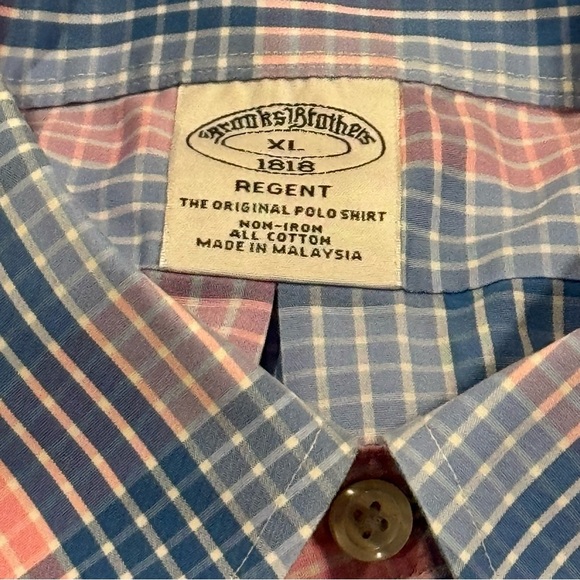 Brooks Brothers
XL
1818
REGENT
THE ORIGINAL POLO SHIRT
NON-IRON
ALL COTTON
MADE IN MALAYSIA